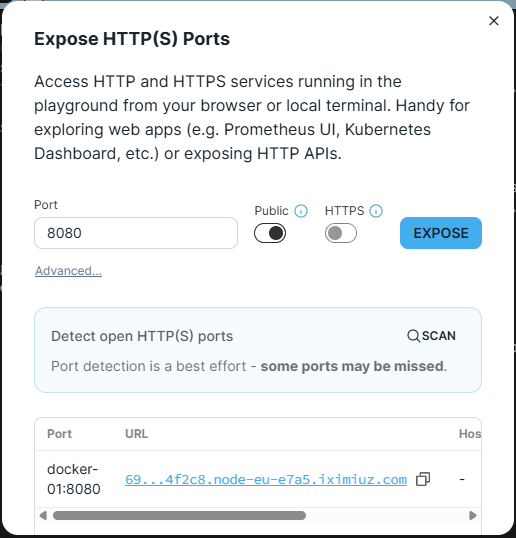 Expose HTTP(S) Ports
Access HTTP and HTTPS services running in the
playground from your browser or local terminal. Handy for
exploring web apps (e.g. Prometheus UI, Kubernetes
Dashboard, etc.) or exposing HTTP APIs.
Port
Public
HTTPS
8080
EXPOSE
Advanced...
Detect open HTTP(S) ports
SCAN
Port detection is a best effort - some ports may be missed.
Port URL Hos
docker-
01:8080
69...4f2c8.node-eu-e7a5.iximiuz.com
-